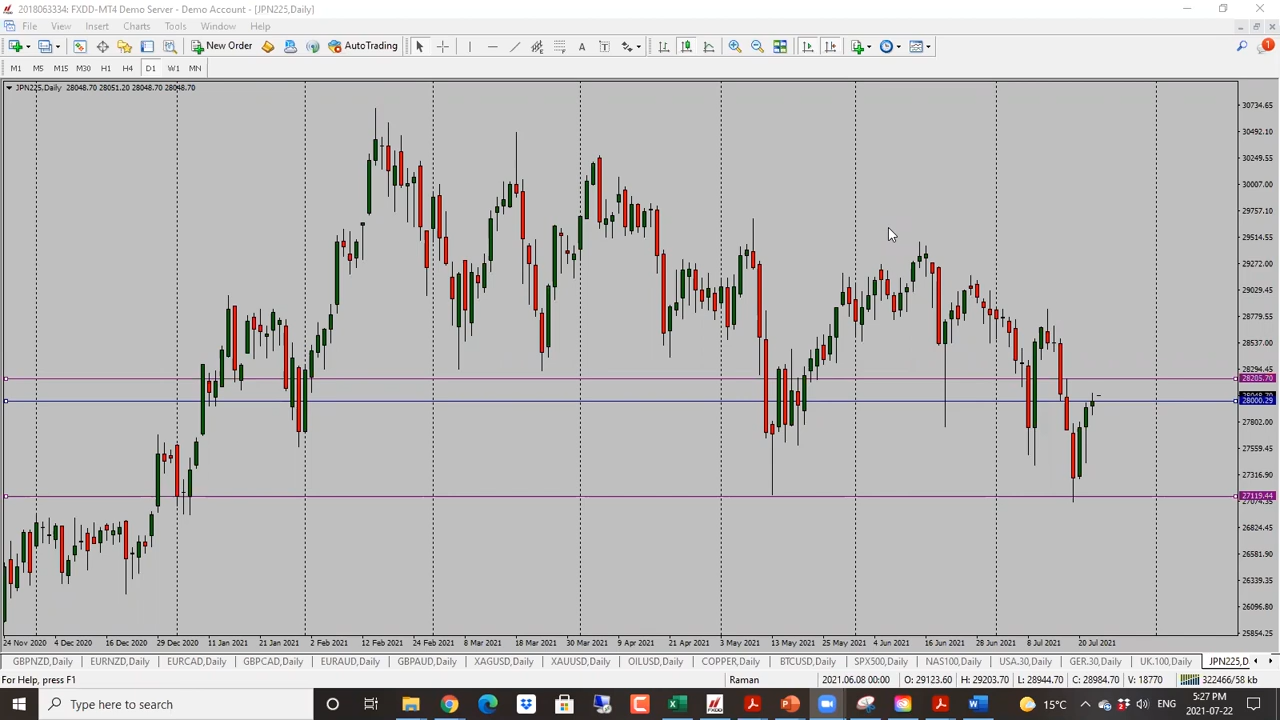 2018063334: FXDD-MT4 Demo Server - Demo Account - [JPN225,Daily]
File View Insert Charts Tools Window Help
New Order AutoTrading
M1 M5 M15 M30 H1 H4 D1 W1 MN
JPN225,Daily 28048.70 28051.20 28048.70 28048.70
30734.65
30492.10
30249.55
30007.00
29757.10
29514.55
29272.00
29029.45
28779.55
28537.00
28294.45
28205.70
28000.29
27802.00
27559.45
27316.90
27119.44
27074.35
26824.45
26581.90
26339.35
26096.80
25854.25
24 Nov 2020 4 Dec 2020 16 Dec 2020 29 Dec 2020 11 Jan 2021 21 Jan 2021 2 Feb 2021 12 Feb 2021 24 Feb 2021 8 Mar 2021 18 Mar 2021 30 Mar 2021 9 Apr 2021 21 Apr 2021 3 May 2021 13 May 2021 25 May 2021 4 Jun 2021 16 Jun 2021 28 Jun 2021 8 Jul 2021 20 Jul 2021
GBPNZD,Daily EURNZD,Daily EURCAD,Daily GBPCAD,Daily EURAUD,Daily GBPAUD,Daily XAGUSD,Daily XAUUSD,Daily OILUSD,Daily COPPER,Daily BTCUSD,Daily SPX500,Daily NAS100,Daily USA-30,Daily GER-30,Daily UK.100,Daily JPN225,D
For Help, press F1 Raman 2021.06.08 00:00 O: 29123.60 H: 29203.70 L: 28944.70 C: 28984.70 V: 18770 322466/58 kb
Type here to search 15°C ENG 5:27 PM
2021-07-22